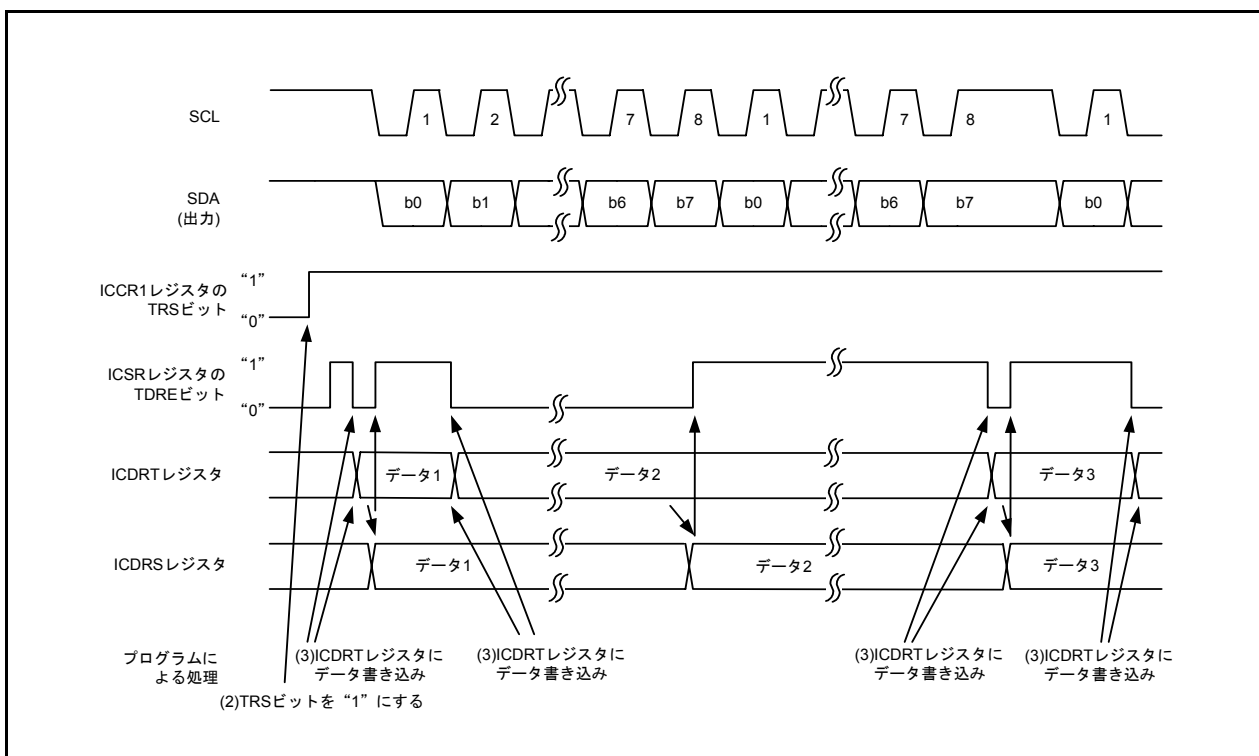 SCL
1 2 7 8 1 7 8 1
SDA
(出力)
b0 b1 b6 b7 b0 b6 b7 b0
ICCR1レジスタの
TRSビット
“1”
“0”
ICSRレジスタの
TDREビット
“1”
“0”
ICDRTレジスタ
データ1 データ2 データ3
ICDRSレジスタ
データ1 データ2 データ3
プログラムに
よる処理
(3)ICDRTレジスタに
データ書き込み
(3)ICDRTレジスタに
データ書き込み
(3)ICDRTレジスタに
データ書き込み
(3)ICDRTレジスタに
データ書き込み
(2)TRSビットを“1”にする